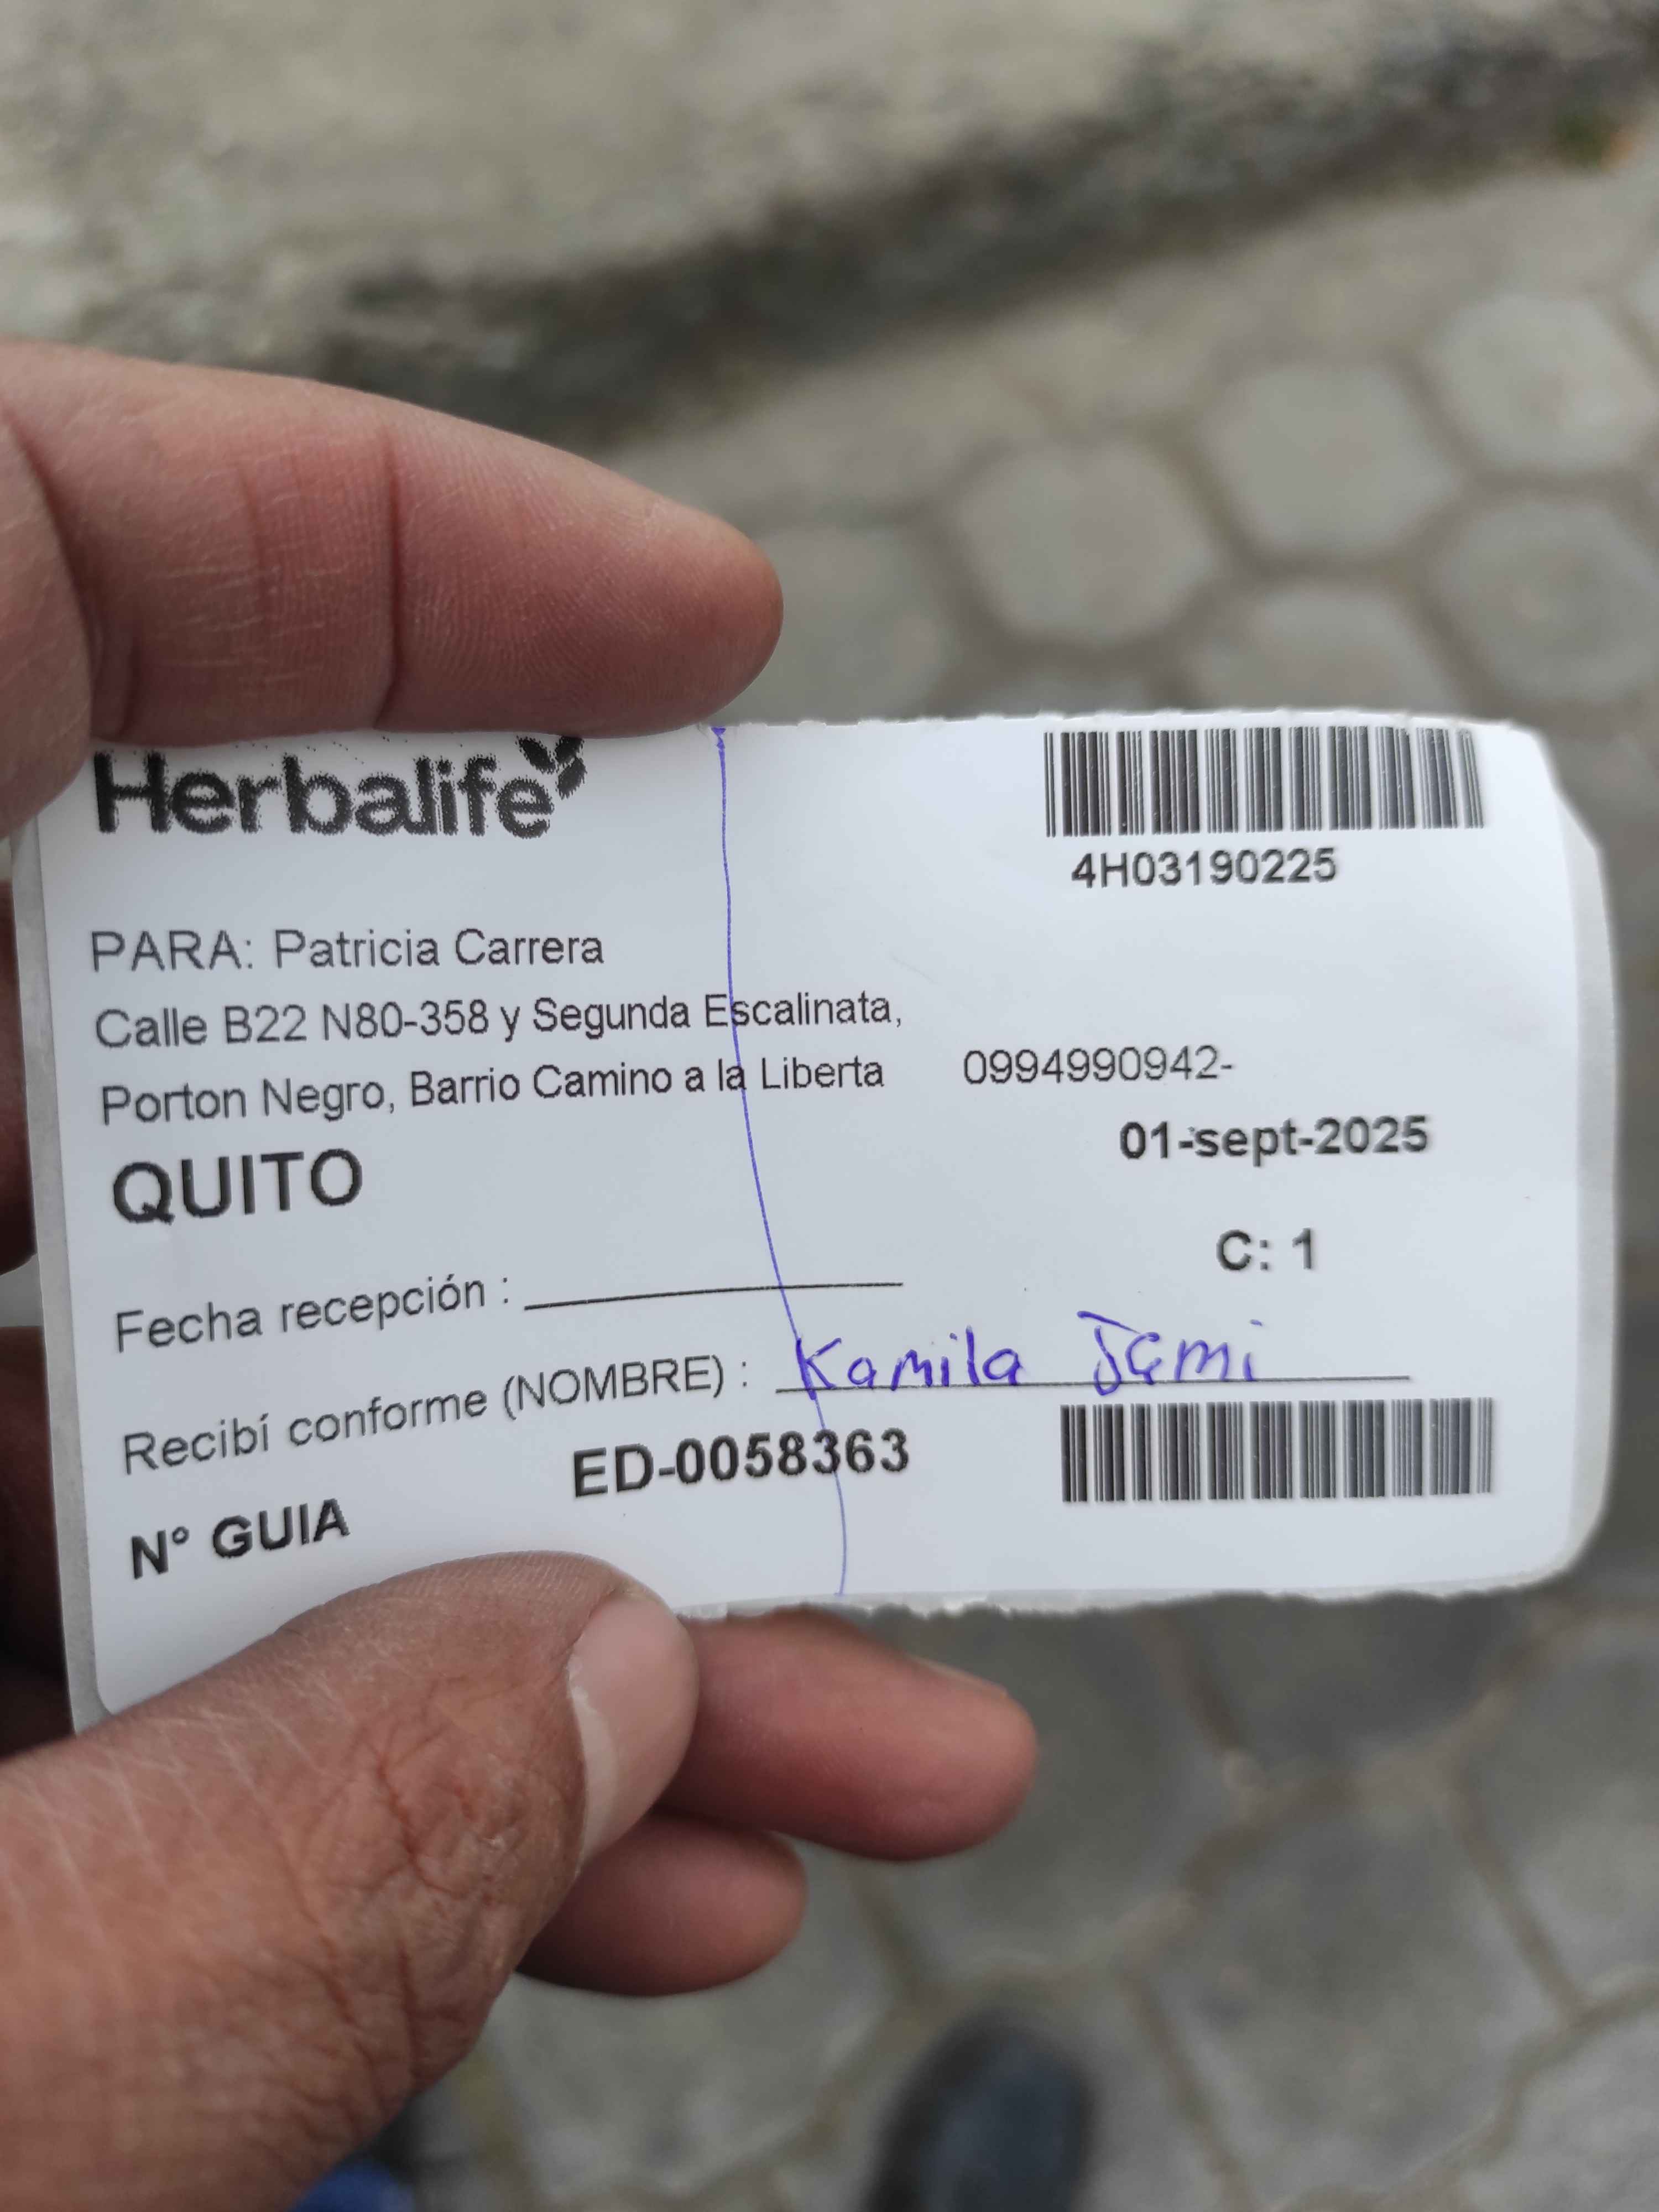 Herbalife
4H03190225
PARA: Patricia Carrera
Calle B22 N80-358 y Segunda Escalinata,
Porton Negro, Barrio Camino a la Liberta 0994990942-
01-sept-2025
QUITO
C: 1
Fecha recepción :
Recibí conforme (NOMBRE) : Kamila Jami
N° GUIA ED-0058363